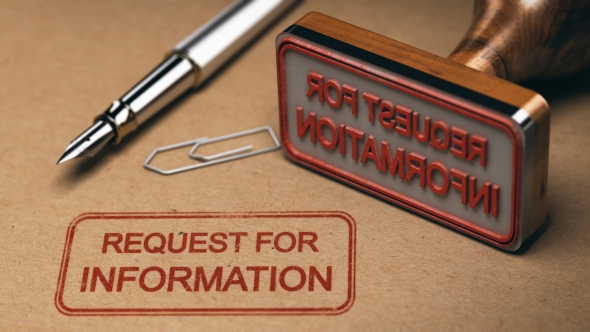 REQUEST FOR
INFORMATION
REQUEST FOR
INFORMATION